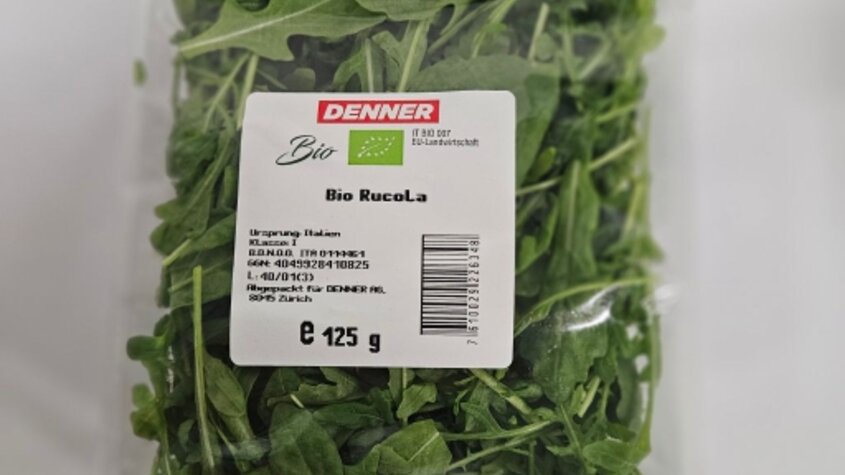 DENNER
Bio
IT BIO 007
EU-Landwirtschaft
Bio RucoLa
Ursprung: Italien
KLasse: I
GGN: 4049928410825
L: 40/01(3)
Abgepackt für DENNER AG,
8045 Zürich
e 125 g
7610029226348